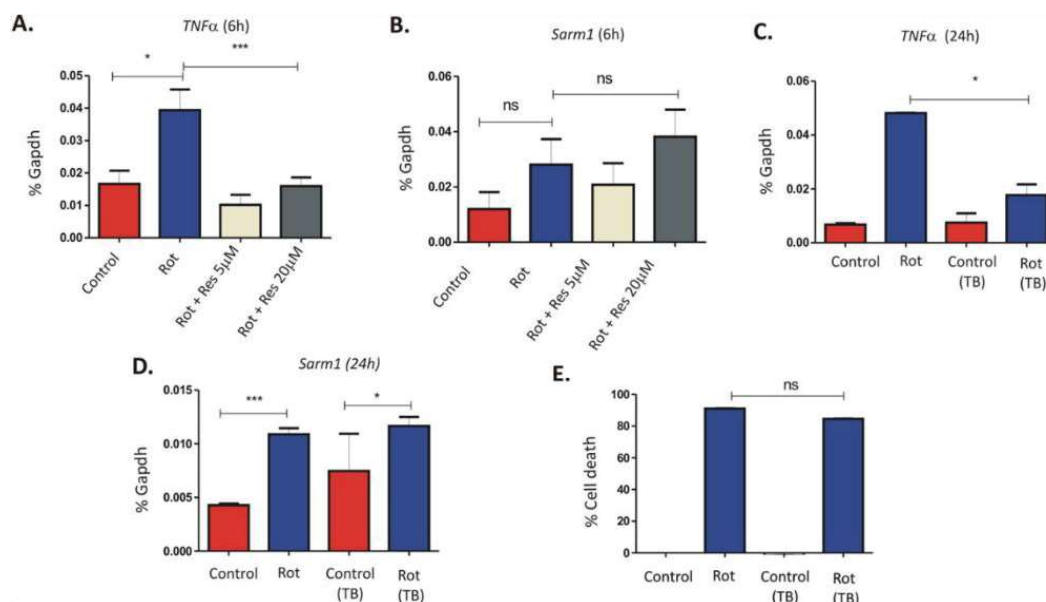 A.
TNFα (6h)
*
***
% Gapdh
0.05
0.04
0.03
0.02
0.01
0.00
Control
Rot
Rot + Res 5µM
Rot + Res 20µM
B.
Sarm1 (6h)
ns
ns
% Gapdh
0.06
0.04
0.02
0.00
Control
Rot
Rot + Res 5µM
Rot + Res 20µM
C.
TNFα (24h)
*
% Gapdh
0.06
0.04
0.02
0.00
Control
Rot
Control
(TB)
Rot
(TB)
D.
Sarm1 (24h)
***
*
% Gapdh
0.015
0.010
0.005
0.000
Control
Rot
Control
(TB)
Rot
(TB)
E.
ns
% Cell death
100
80
60
40
20
0
Control
Rot
Control
(TB)
Rot
(TB)